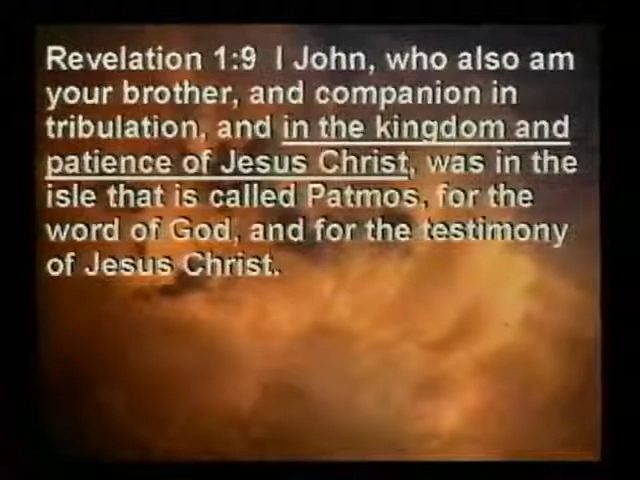 Revelation 1:9  I John, who also am
your brother, and companion in
tribulation, and in the kingdom and
patience of Jesus Christ, was in the
isle that is called Patmos, for the
word of God, and for the testimony
of Jesus Christ.